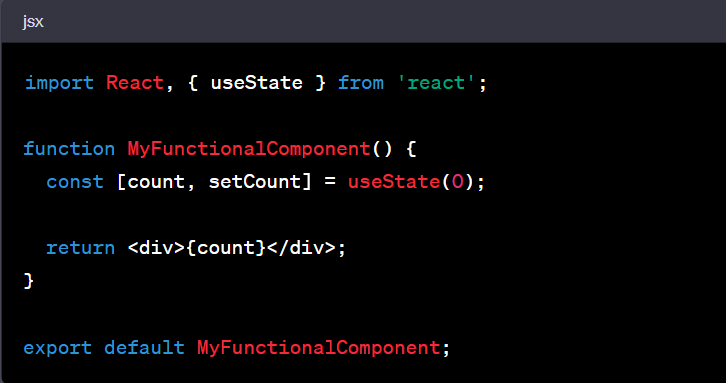 jsx
import React, { useState } from 'react';
function MyFunctionalComponent() {
const [count, setCount] = useState(0);
return <div>{count}</div>;
}
export default MyFunctionalComponent;